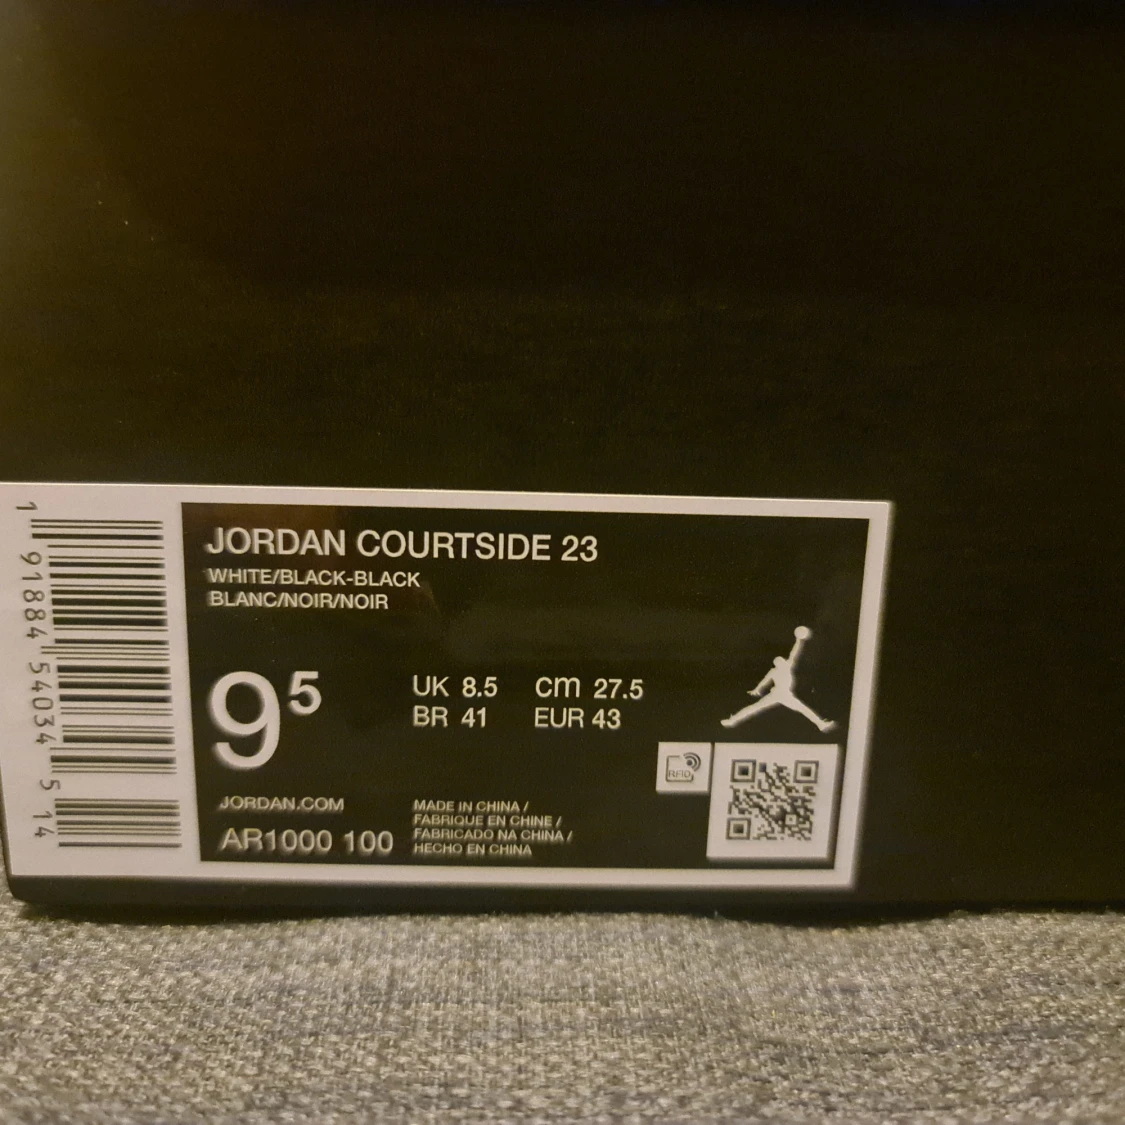 JORDAN COURTSIDE 23
WHITE/BLACK-BLACK
BLANC/NOIR/NOIR
9 5
UK 8.5 cm 27.5
BR 41 EUR 43
RFID
JORDAN.COM
AR1000 100
MADE IN CHINA /
FABRIQUE EN CHINE /
FABRICADO NA CHINA /
HECHO EN CHINA
1 91884 54034 5 14